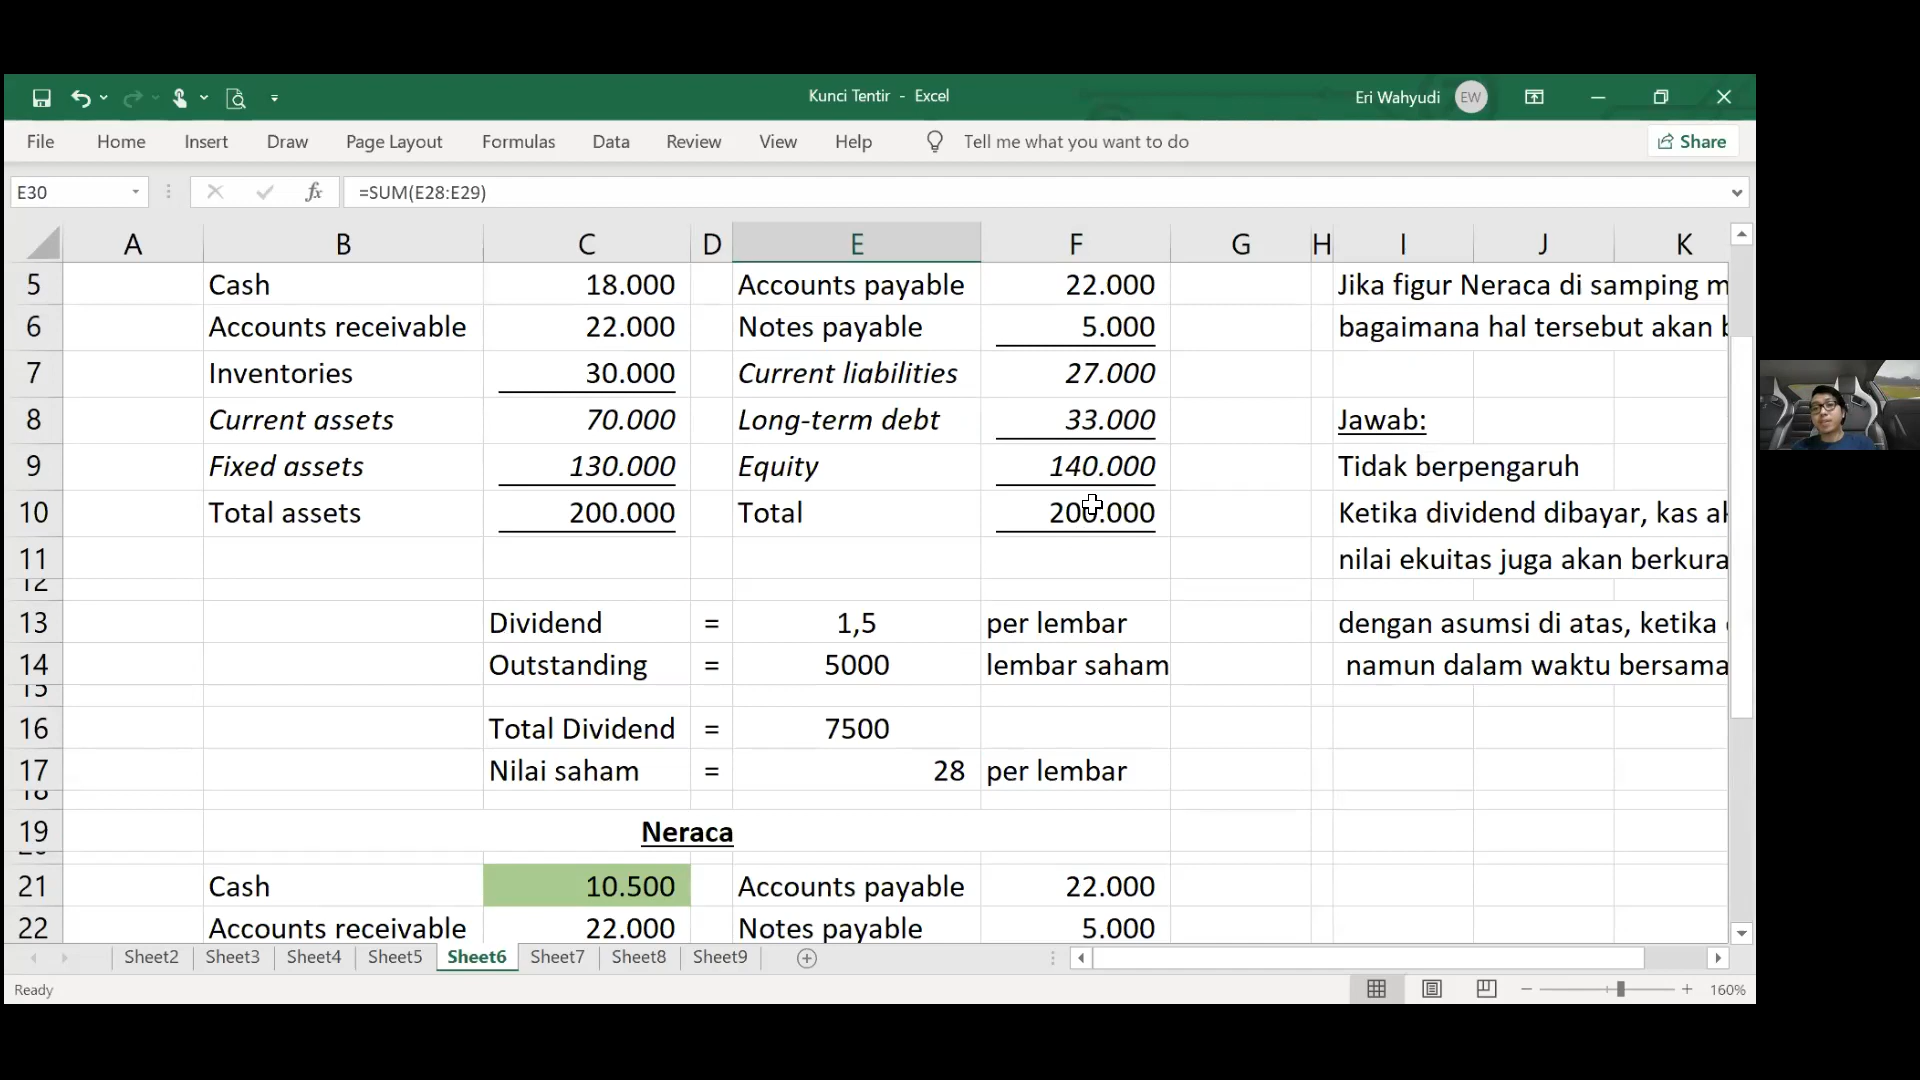 Kunci Tentir - Excel
Eri Wahyudi EW
File Home Insert Draw Page Layout Formulas Data Review View Help Tell me what you want to do Share
E30 fx =SUM(E28:E29)
A B C D E F G H I J K
5 Cash 18.000 Accounts payable 22.000 Jika figur Neraca di samping m
6 Accounts receivable 22.000 Notes payable 5.000 bagaimana hal tersebut akan b
7 Inventories 30.000 Current liabilities 27.000
8 Current assets 70.000 Long-term debt 33.000 Jawab:
9 Fixed assets 130.000 Equity 140.000 Tidak berpengaruh
10 Total assets 200.000 Total 200.000 Ketika dividend dibayar, kas ak
11 nilai ekuitas juga akan berkura
12
13 Dividend = 1,5 per lembar dengan asumsi di atas, ketika
14 Outstanding = 5000 lembar saham namun dalam waktu bersama
15
16 Total Dividend = 7500
17 Nilai saham = 28 per lembar
18
19 Neraca
21 Cash 10.500 Accounts payable 22.000
22 Accounts receivable 22.000 Notes payable 5.000
Sheet2 Sheet3 Sheet4 Sheet5 Sheet6 Sheet7 Sheet8 Sheet9
Ready 160%